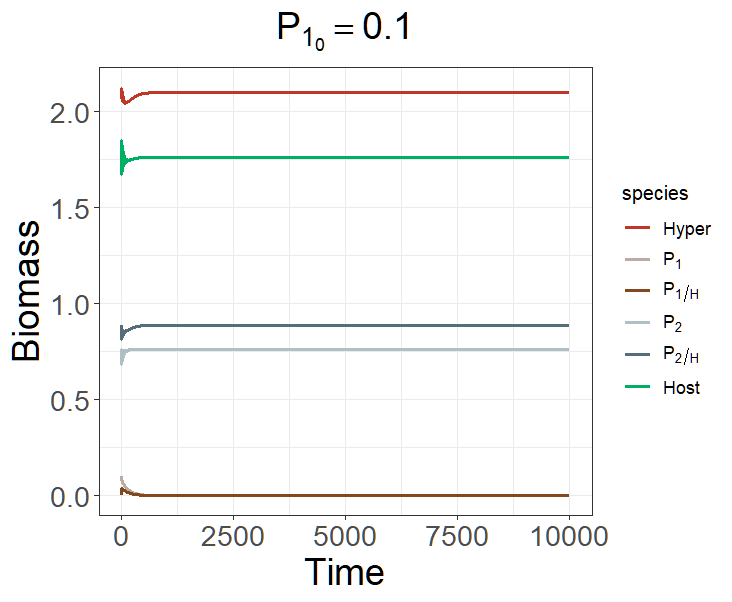 P₁₀ = 0.1
Biomass
2.0
1.5
1.0
0.5
0.0
0
2500
5000
7500
10000
Time
species
Hyper
P₁
P₁/H
P₂
P₂/H
Host